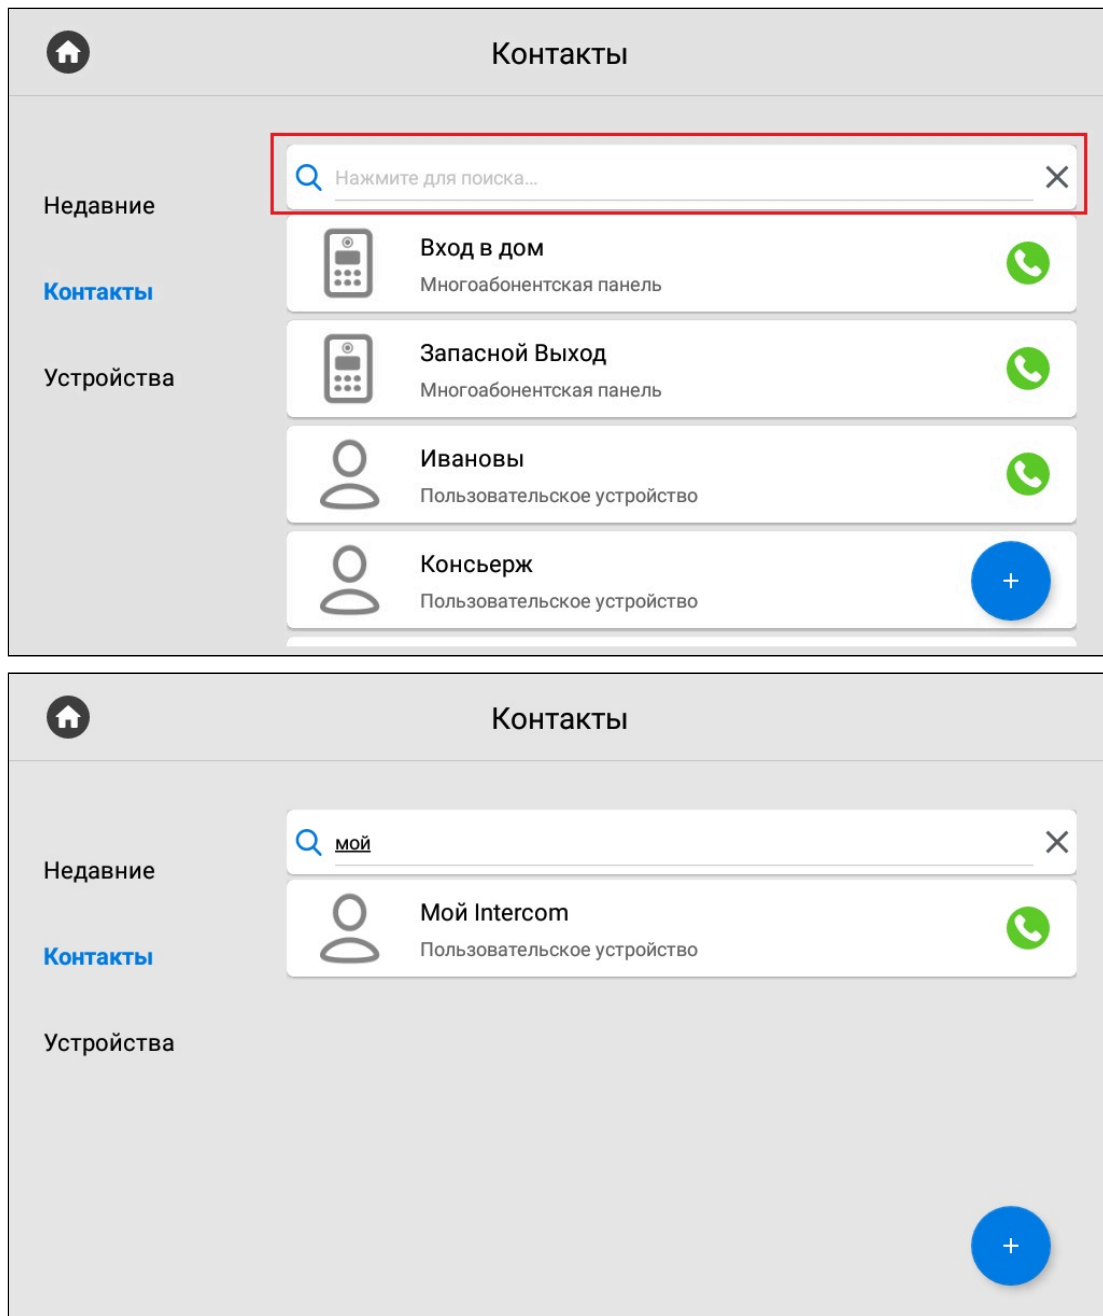 Контакты
Нажмите для поиска...
Недавние
Контакты
Устройства
Вход в дом
Многоабонентская панель
Запасной Выход
Многоабонентская панель
Ивановы
Пользовательское устройство
Консьерж
Пользовательское устройство
+
Контакты
мой
Недавние
Контакты
Устройства
Мой Intercom
Пользовательское устройство
+